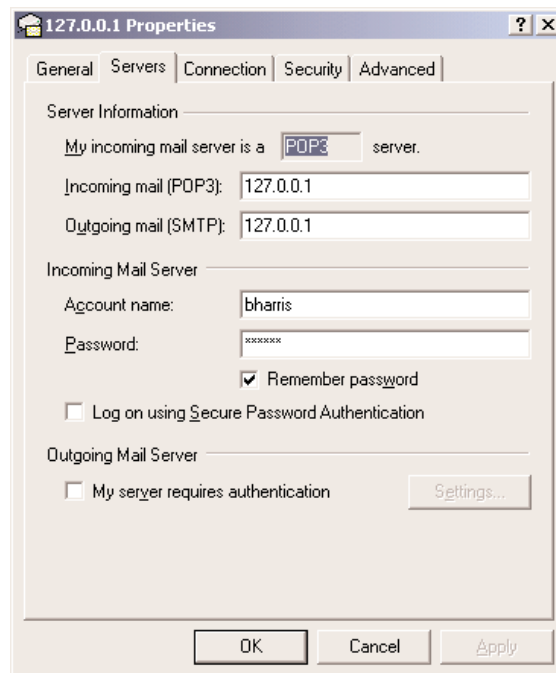 127.0.0.1 Properties
General Servers Connection Security Advanced
Server Information
My incoming mail server is a POP3 server.
Incoming mail (POP3): 127.0.0.1
Outgoing mail (SMTP): 127.0.0.1
Incoming Mail Server
Account name: bharris
Password: ××××××
Remember password
Log on using Secure Password Authentication
Outgoing Mail Server
My server requires authentication Settings...
OK Cancel Apply